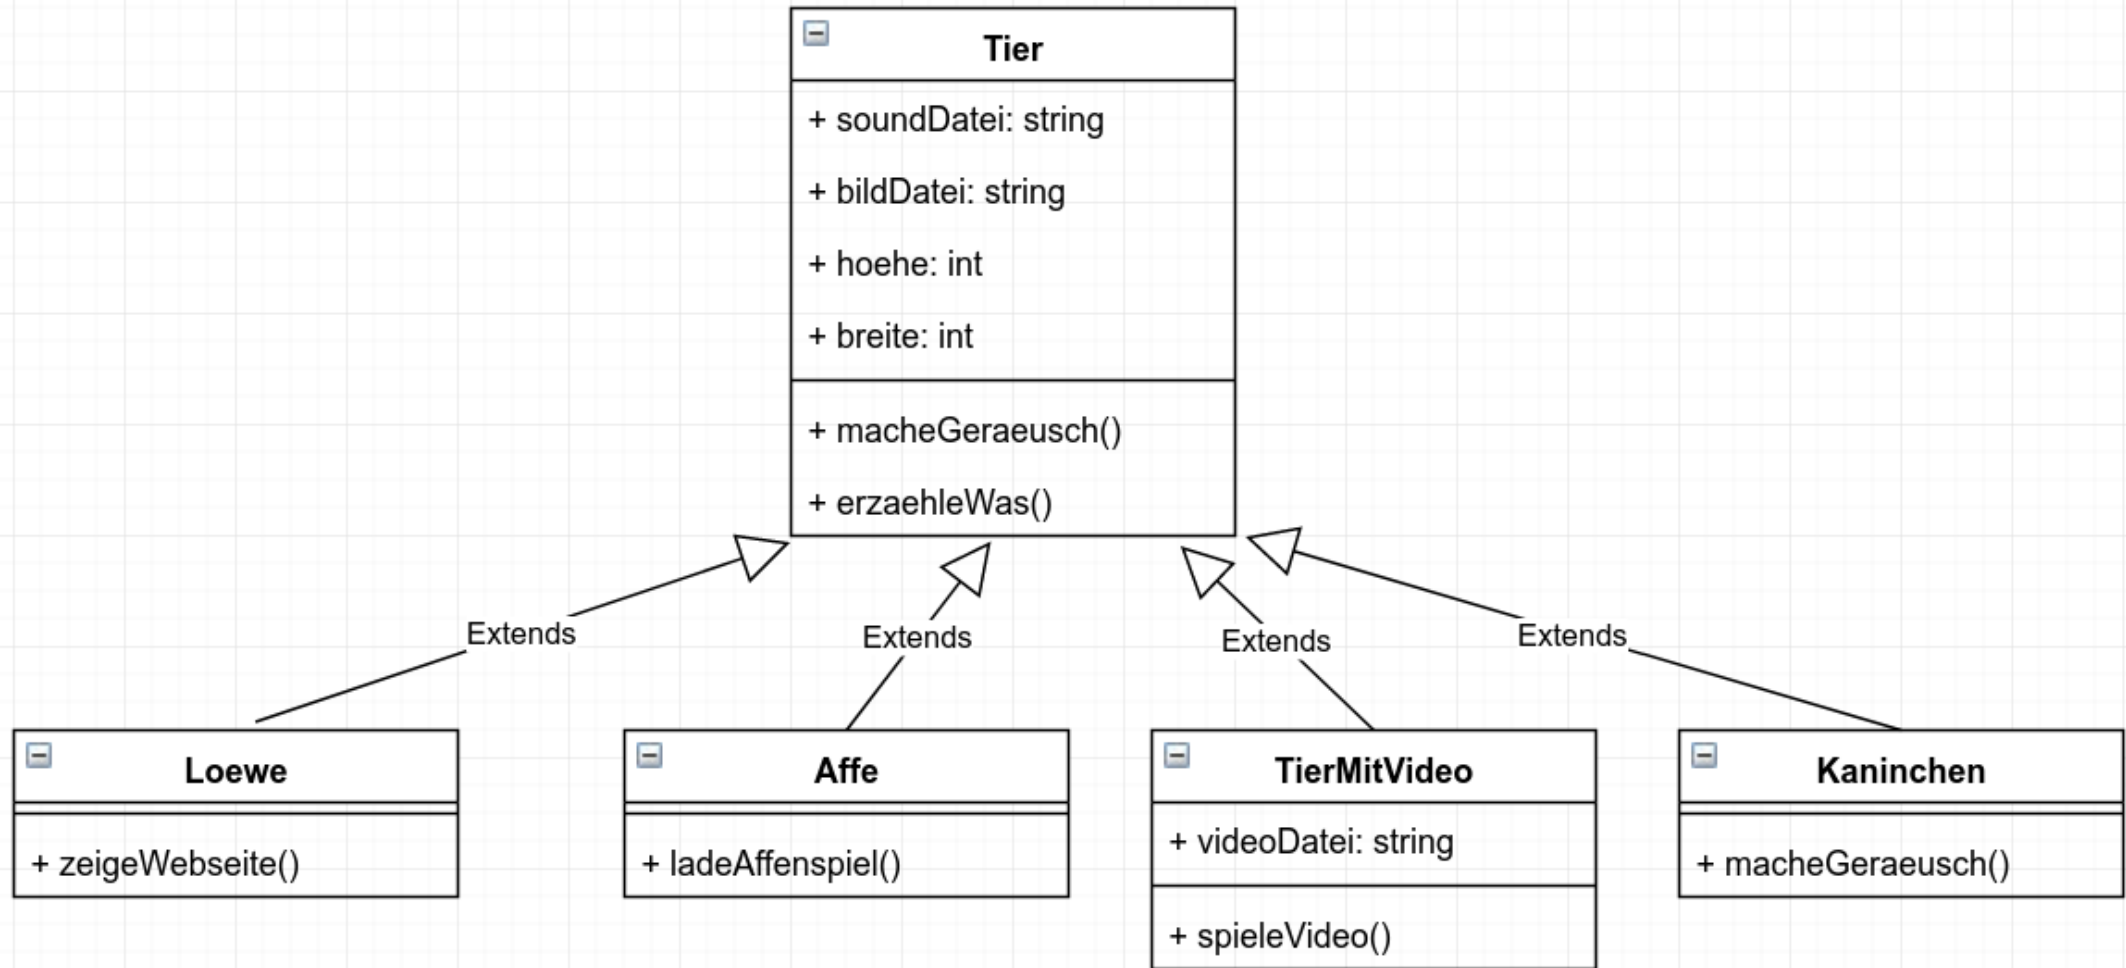 Tier
+ soundDatei: string
+ bildDatei: string
+ hoehe: int
+ breite: int
+ macheGeraeusch()
+ erzaehleWas()
Extends
Extends
Extends
Extends
Loewe
+ zeigeWebseite()
Affe
+ ladeAffenspiel()
TierMitVideo
+ videoDatei: string
+ spieleVideo()
Kaninchen
+ macheGeraeusch()